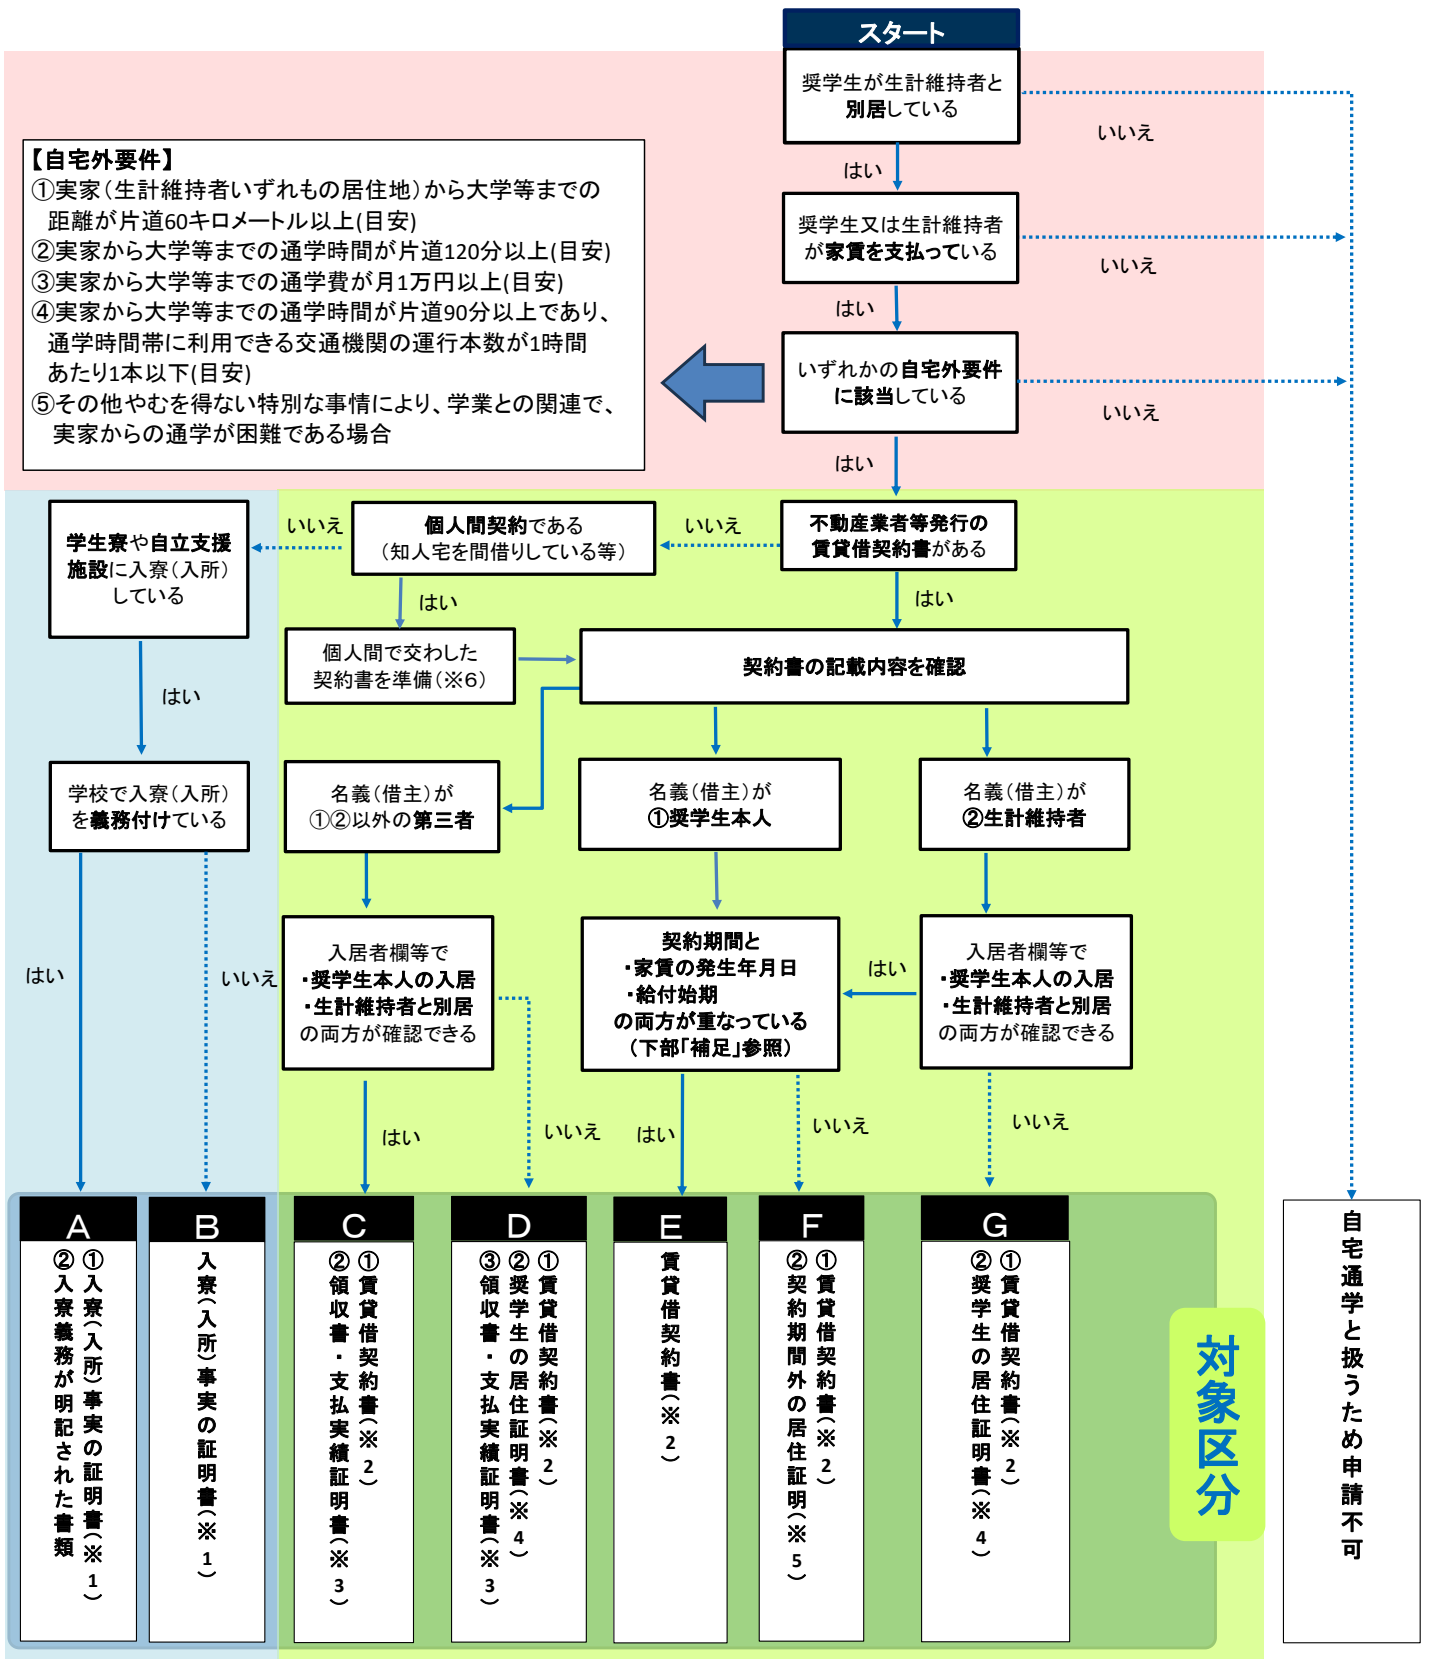 スタート
奨学生が生計維持者と
別居している
いいえ
はい
【自宅外要件】
①実家（生計維持者いずれもの居住地）から大学等までの
距離が片道60キロメートル以上(目安)
②実家から大学等までの通学時間が片道120分以上(目安)
③実家から大学等までの通学費が月1万円以上(目安)
④実家から大学等までの通学時間が片道90分以上であり、
通学時間帯に利用できる交通機関の運行本数が1時間
あたり1本以下(目安)
⑤その他やむを得ない特別な事情により、学業との関連で、
実家からの通学が困難である場合
奨学生又は生計維持者
が家賃を支払っている
いいえ
はい
いずれかの自宅外要件
に該当している
いいえ
はい
不動産業者等発行の
賃貸借契約書がある
いいえ
はい
個人間契約である
（知人宅を間借りしている等）
いいえ
はい
学生寮や自立支援
施設に入寮（入所）
している
はい
個人間で交わした
契約書を準備（※６）
契約書の記載内容を確認
学校で入寮（入所）
を義務付けている
はい
いいえ
名義（借主）が
①②以外の第三者
名義（借主）が
①奨学生本人
名義（借主）が
②生計維持者
入居者欄等で
・奨学生本人の入居
・生計維持者と別居
の両方が確認できる
はい
いいえ
契約期間と
・家賃の発生年月日
・給付始期
の両方が重なっている
（下部「補足」参照）
はい
いいえ
はい
入居者欄等で
・奨学生本人の入居
・生計維持者と別居
の両方が確認できる
いいえ
A
①入寮（入所）事実の証明書（※1）
②入寮義務が明記された書類
B
入寮（入所）事実の証明書（※1）
C
①賃貸借契約書（※2）
②領収書・支払実績証明書（※3）
D
①賃貸借契約書（※2）
②奨学生の居住証明書（※4）
③領収書・支払実績証明書（※3）
E
賃貸借契約書（※2）
F
①賃貸借契約書（※2）
②契約期間外の居住証明（※5）
G
①賃貸借契約書（※2）
②奨学生の居住証明書（※4）
対象区分
自宅通学と扱うため申請不可